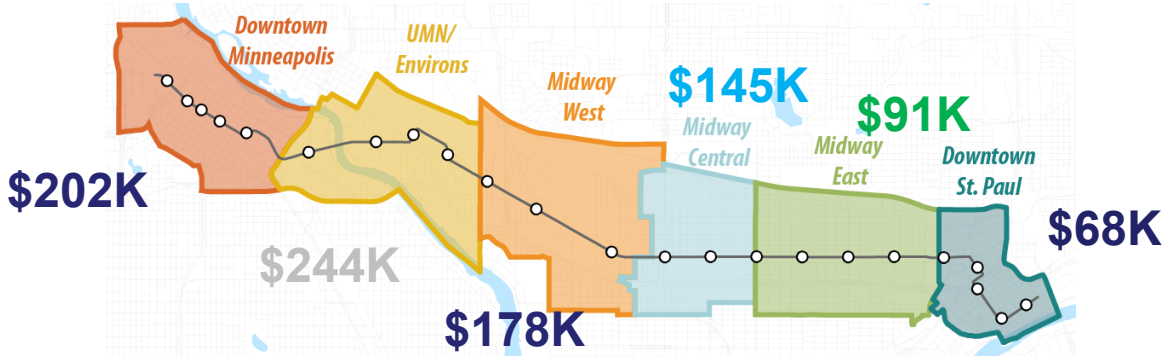 Downtown
Minneapolis
UMN/
Environs
Midway
West
$145K
Midway
Central
$91K
Midway
East
Downtown
St. Paul
$202K
$244K
$178K
$68K